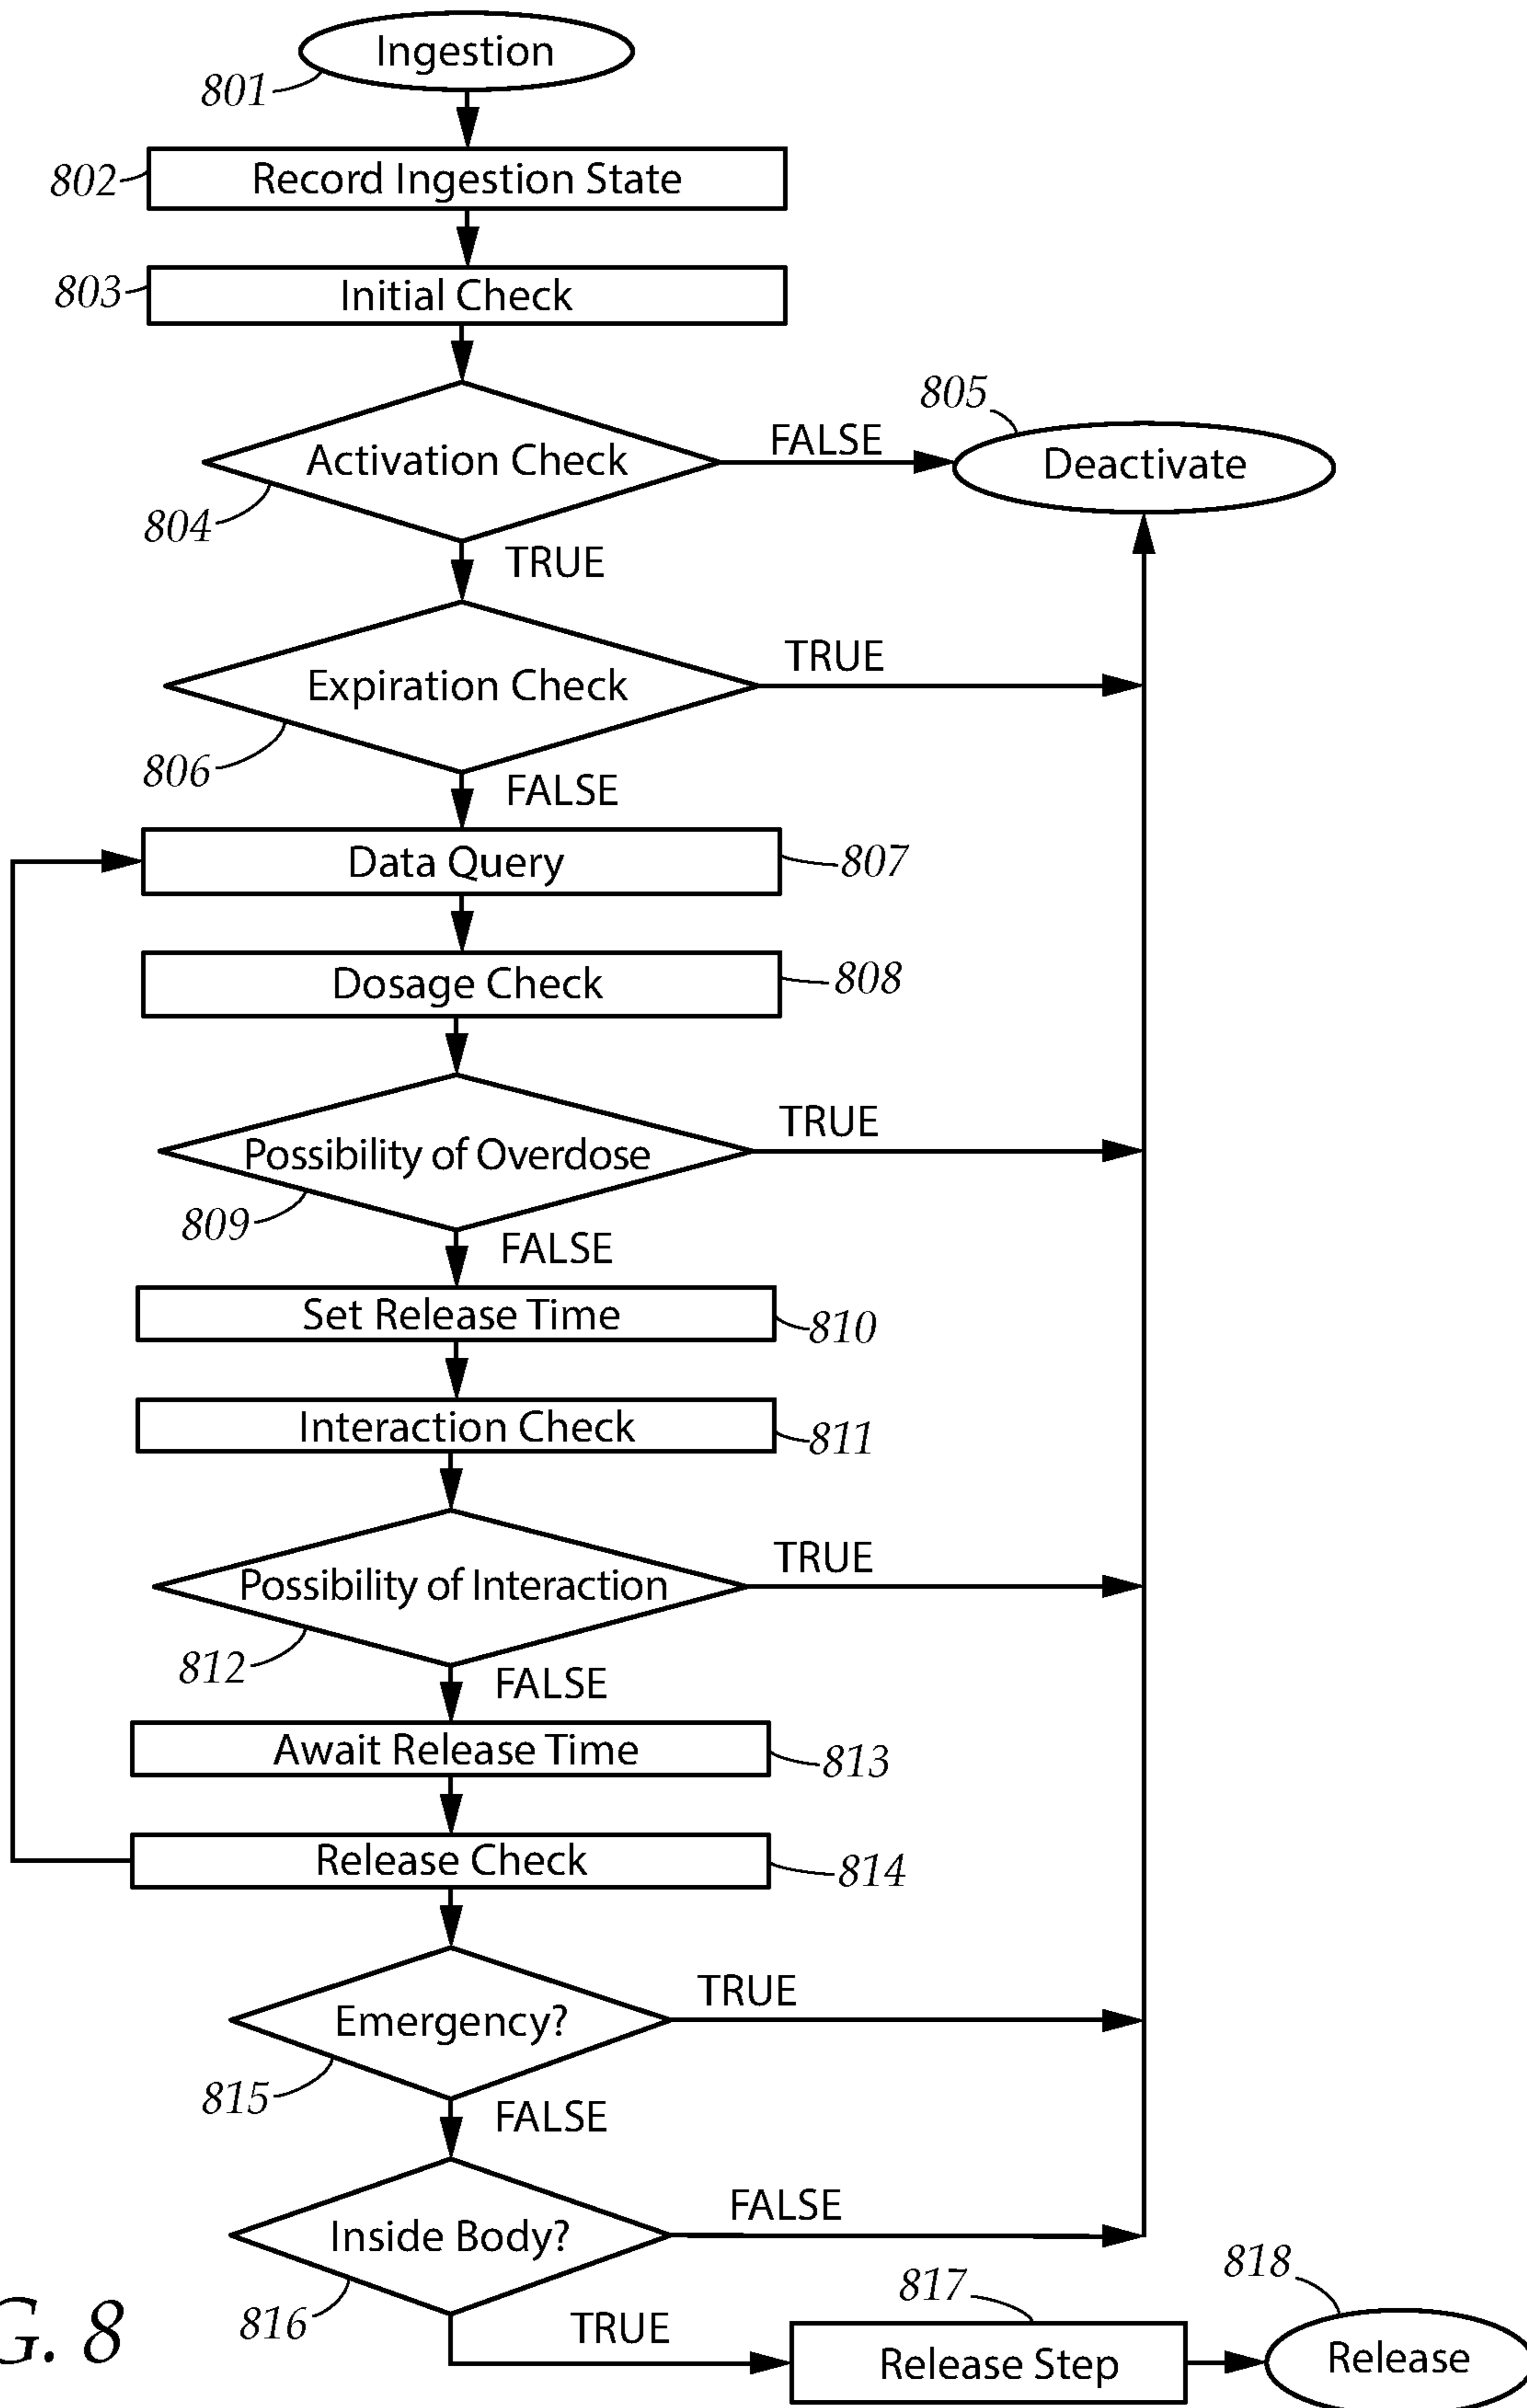 Ingestion
801
802
Record Ingestion State
803
Initial Check
805
Activation Check
FALSE
Deactivate
804
TRUE
Expiration Check
TRUE
806
FALSE
Data Query
807
Dosage Check
808
Possibility of Overdose
TRUE
809
FALSE
Set Release Time
810
Interaction Check
811
Possibility of Interaction
TRUE
812
FALSE
Await Release Time
813
Release Check
814
Emergency?
TRUE
815
FALSE
Inside Body?
FALSE
816
TRUE
817
818
Release Step
Release
G. 8